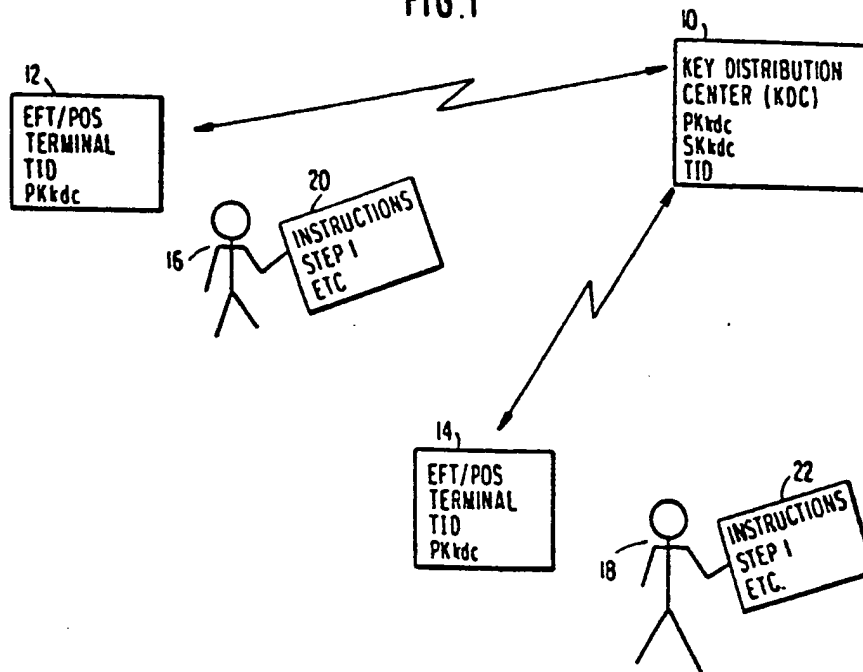 FIG.1
10
KEY DISTRIBUTION
CENTER (KDC)
PKkdc
SKkdc
TID
12
EFT/POS
TERMINAL
TID
PKkdc
20
INSTRUCTIONS
STEP 1
ETC
16
14
EFT/POS
TERMINAL
TID
PKkdc
22
INSTRUCTIONS
STEP 1
ETC.
18